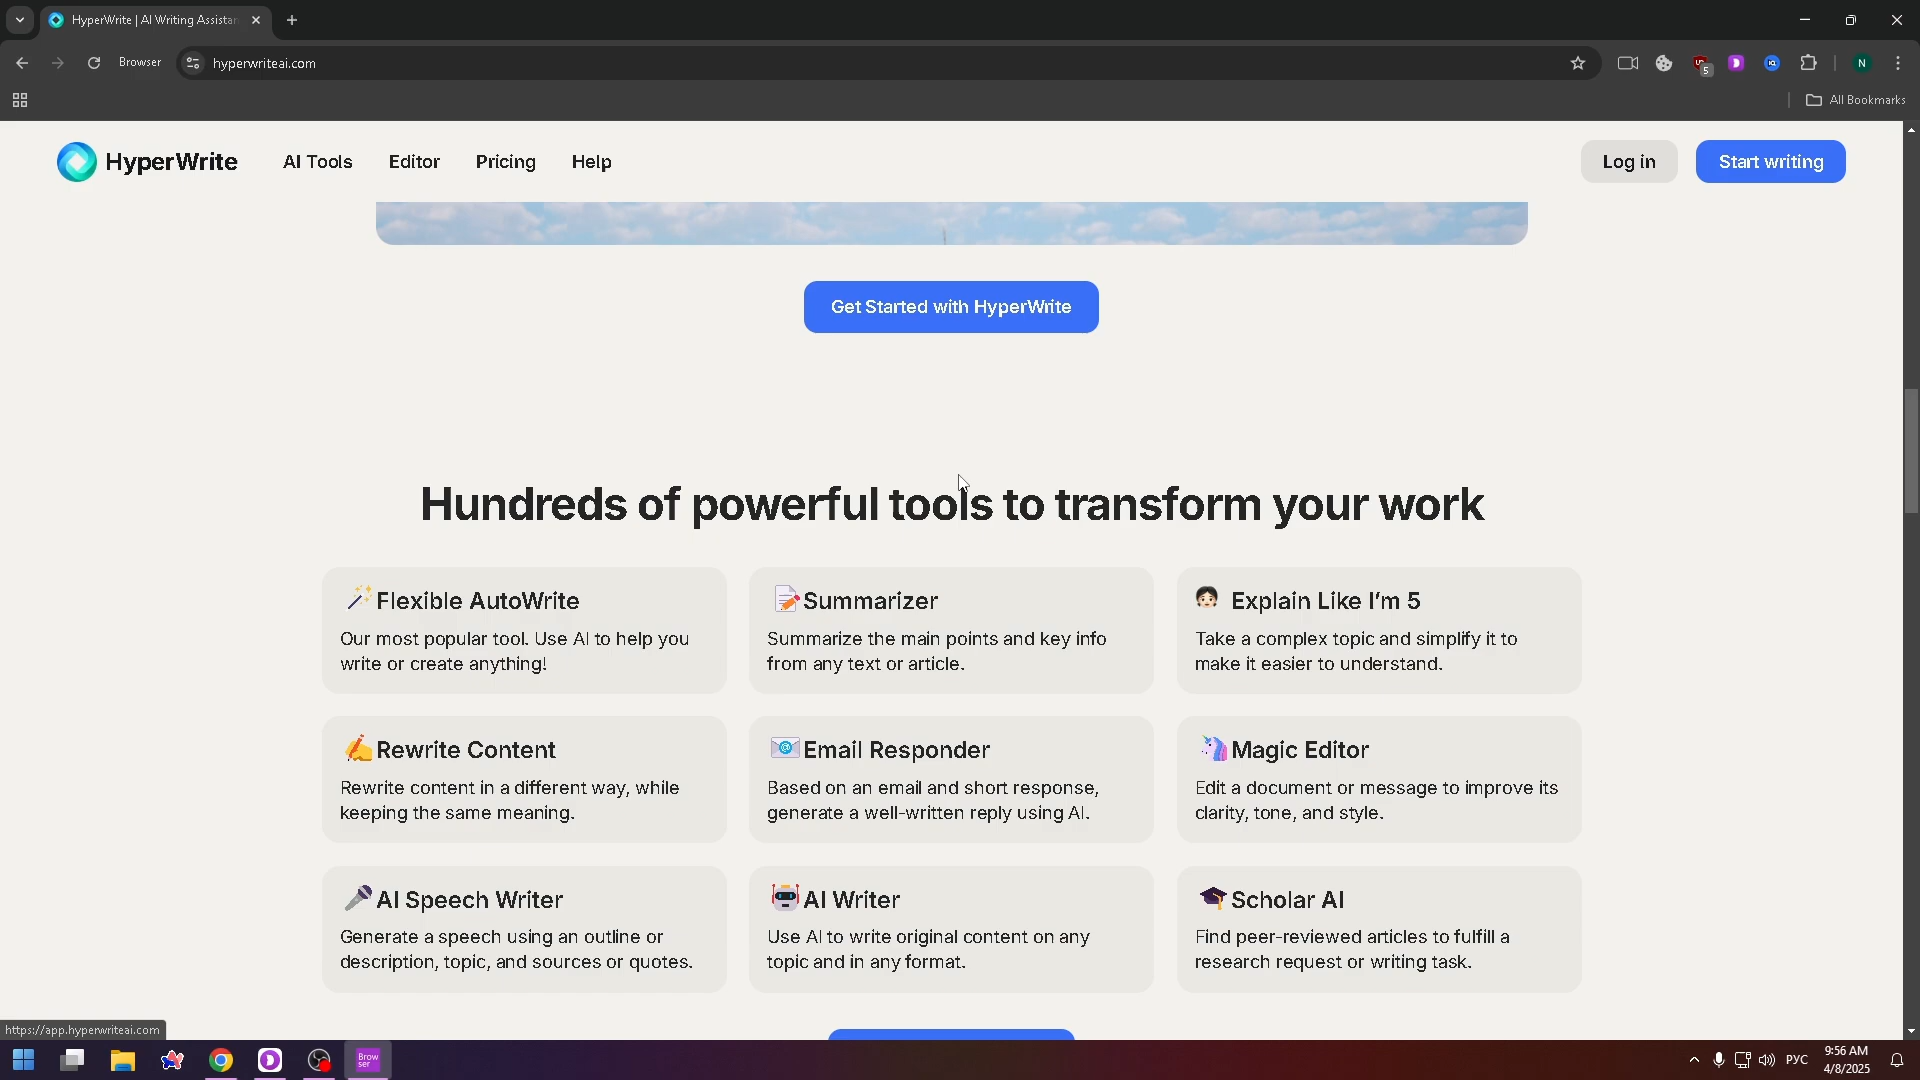 HyperWrite | AI Writing Assistan
Browser
hyperwriteai.com
5
N
All Bookmarks
HyperWrite
AI Tools
Editor
Pricing
Help
Log in
Start writing
Get Started with HyperWrite
Hundreds of powerful tools to transform your work
Flexible AutoWrite
Our most popular tool. Use AI to help you
write or create anything!
Summarizer
Summarize the main points and key info
from any text or article.
Explain Like I'm 5
Take a complex topic and simplify it to
make it easier to understand.
Rewrite Content
Rewrite content in a different way, while
keeping the same meaning.
Email Responder
Based on an email and short response,
generate a well-written reply using AI.
Magic Editor
Edit a document or message to improve its
clarity, tone, and style.
AI Speech Writer
Generate a speech using an outline or
description, topic, and sources or quotes.
AI Writer
Use AI to write original content on any
topic and in any format.
Scholar AI
Find peer-reviewed articles to fulfill a
research request or writing task.
https://app.hyperwriteai.com
Brow
ser
РУС
9:56 AM
4/8/2025